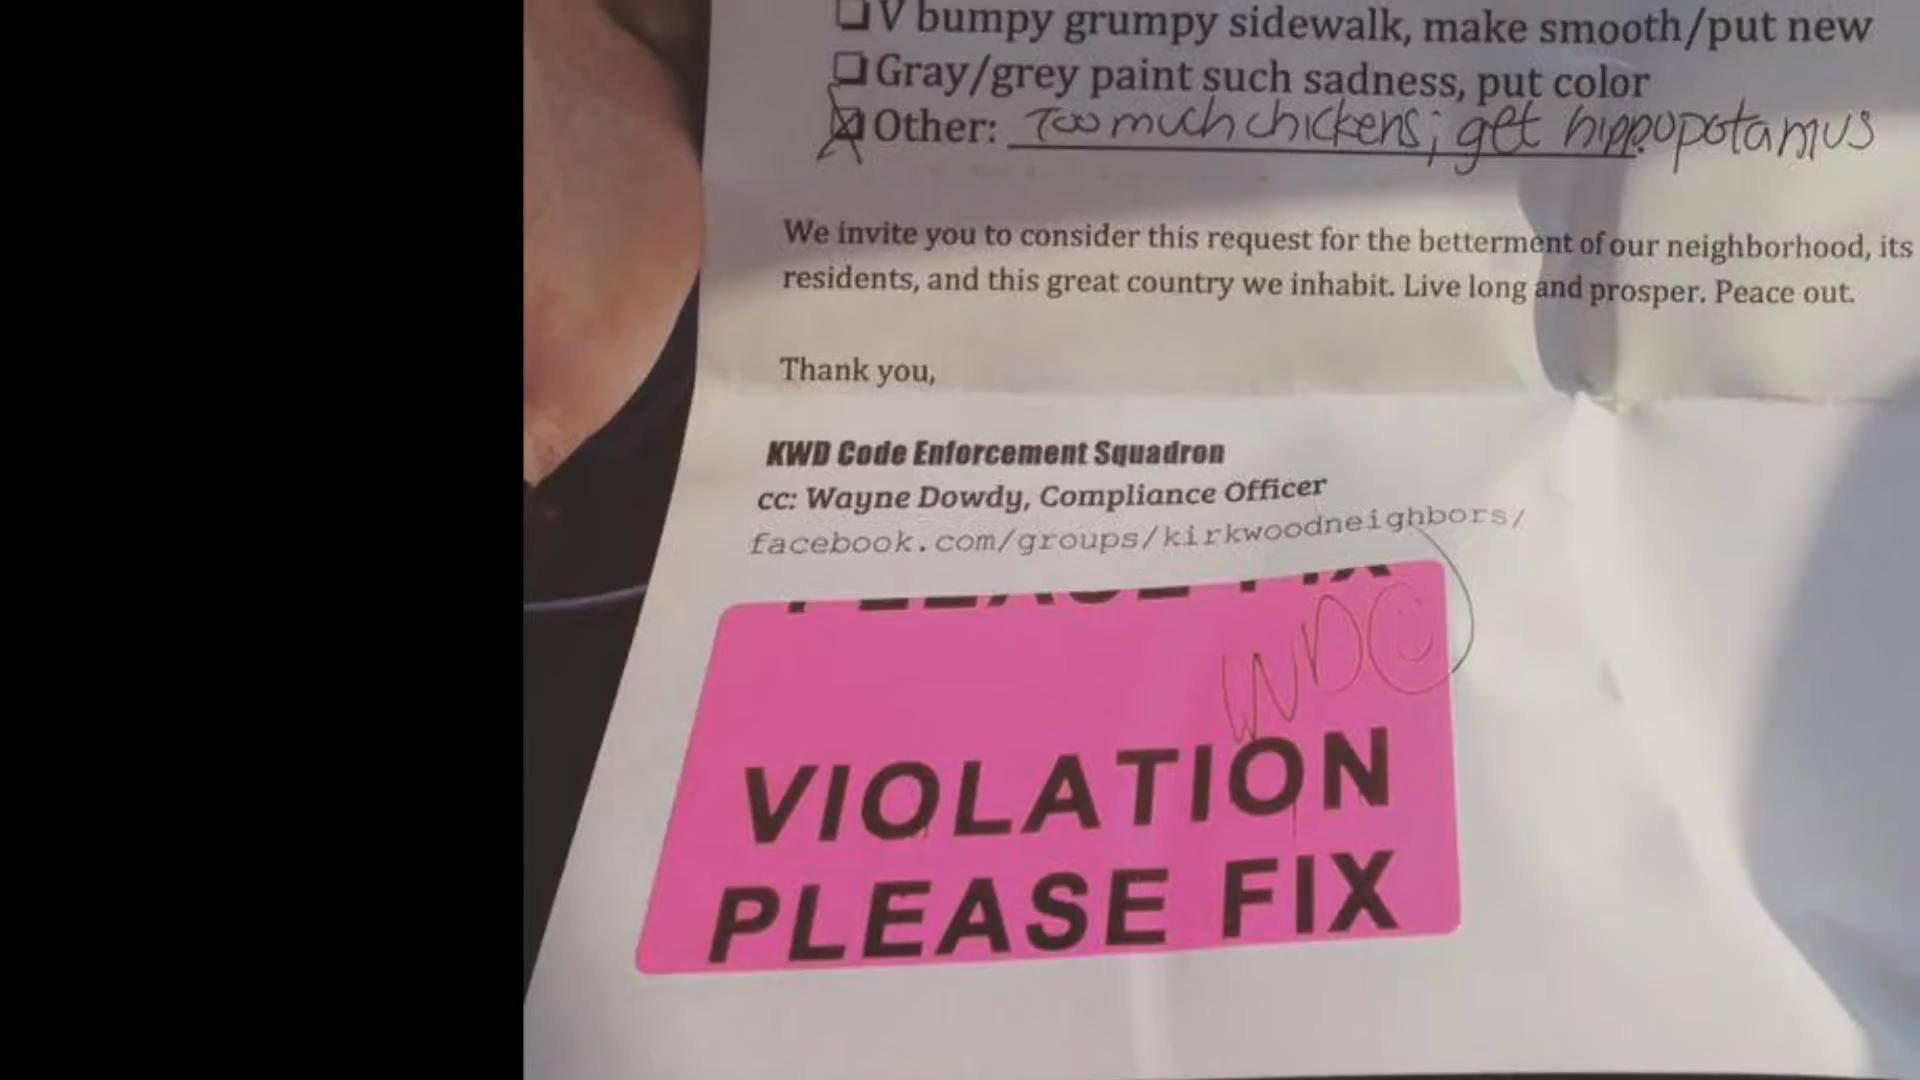 V bumpy grumpy sidewalk, make smooth/put new
Gray/grey paint such sadness, put color
Other: Too much chickens; get hippopotamus
We invite you to consider this request for the betterment of our neighborhood, its
residents, and this great country we inhabit. Live long and prosper. Peace out.
Thank you,
KWD Code Enforcement Squadron
cc: Wayne Dowdy, Compliance Officer
facebook.com/groups/kirkwoodneighbors/
PLEASE FIX
WDC
VIOLATION
PLEASE FIX